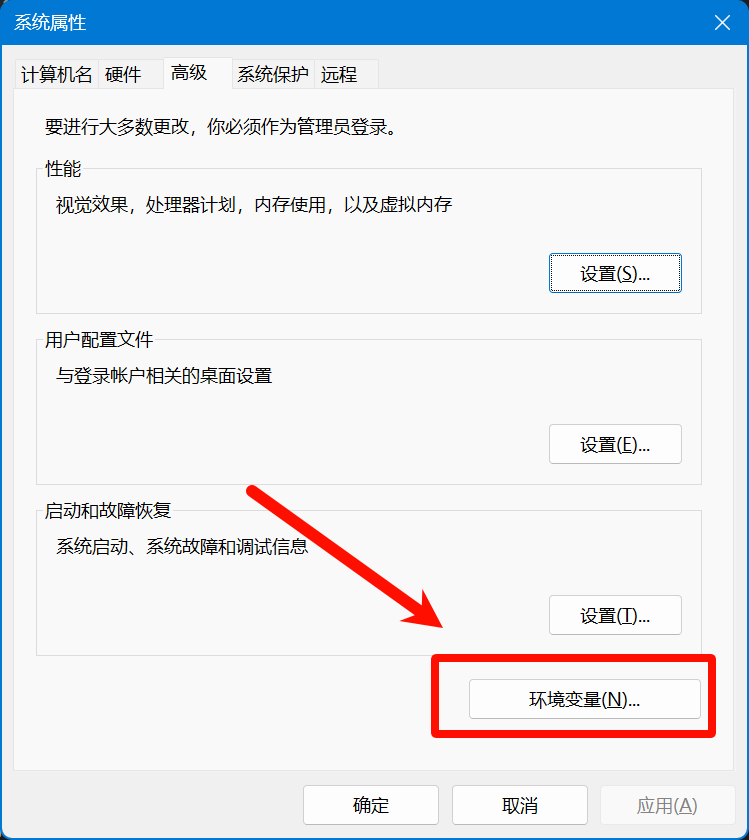 系统属性
计算机名 硬件 高级 系统保护 远程
要进行大多数更改，你必须作为管理员登录。
性能
视觉效果，处理器计划，内存使用，以及虚拟内存
设置(S)...
用户配置文件
与登录帐户相关的桌面设置
设置(E)...
启动和故障恢复
系统启动、系统故障和调试信息
设置(T)...
环境变量(N)...
确定 取消 应用(A)